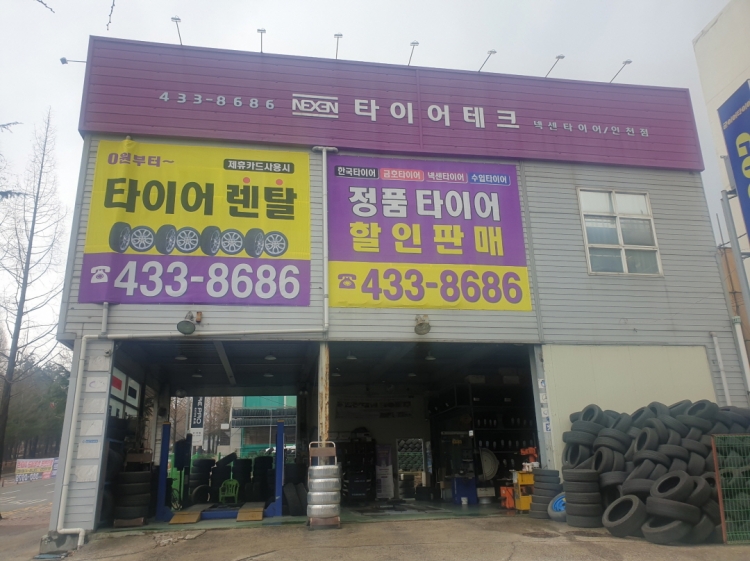 433-8686 NEXEN 타이어테크 넥센타이어/인천점
0원부터~
제휴카드사용시
타이어 렌탈
☎433-8686
한국타이어 금호타이어 넥센타이어 수입타이어
정품 타이어
할인판매
☎433-8686